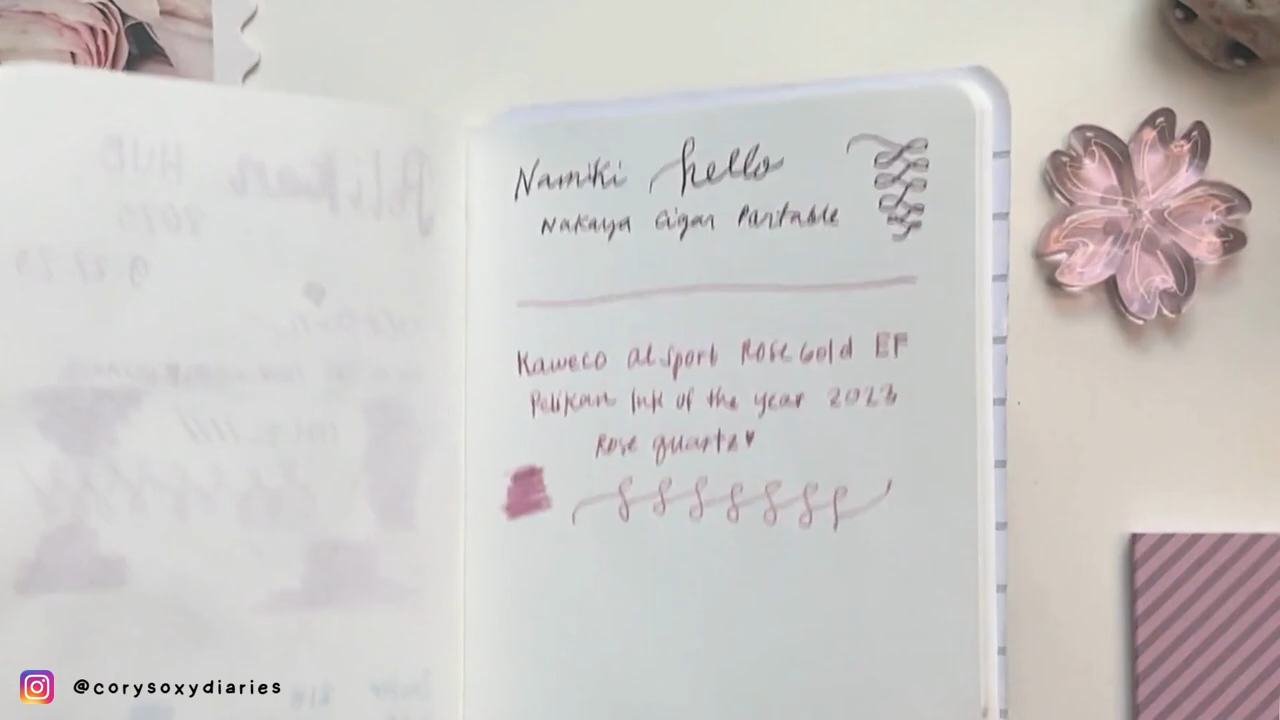 Namiki hello
Nakaya Cigar Portable
Kaweco al sport Rose Gold EF
Pelikan Ink of the year 2023
Rose quartz♥
@corysoxydiaries